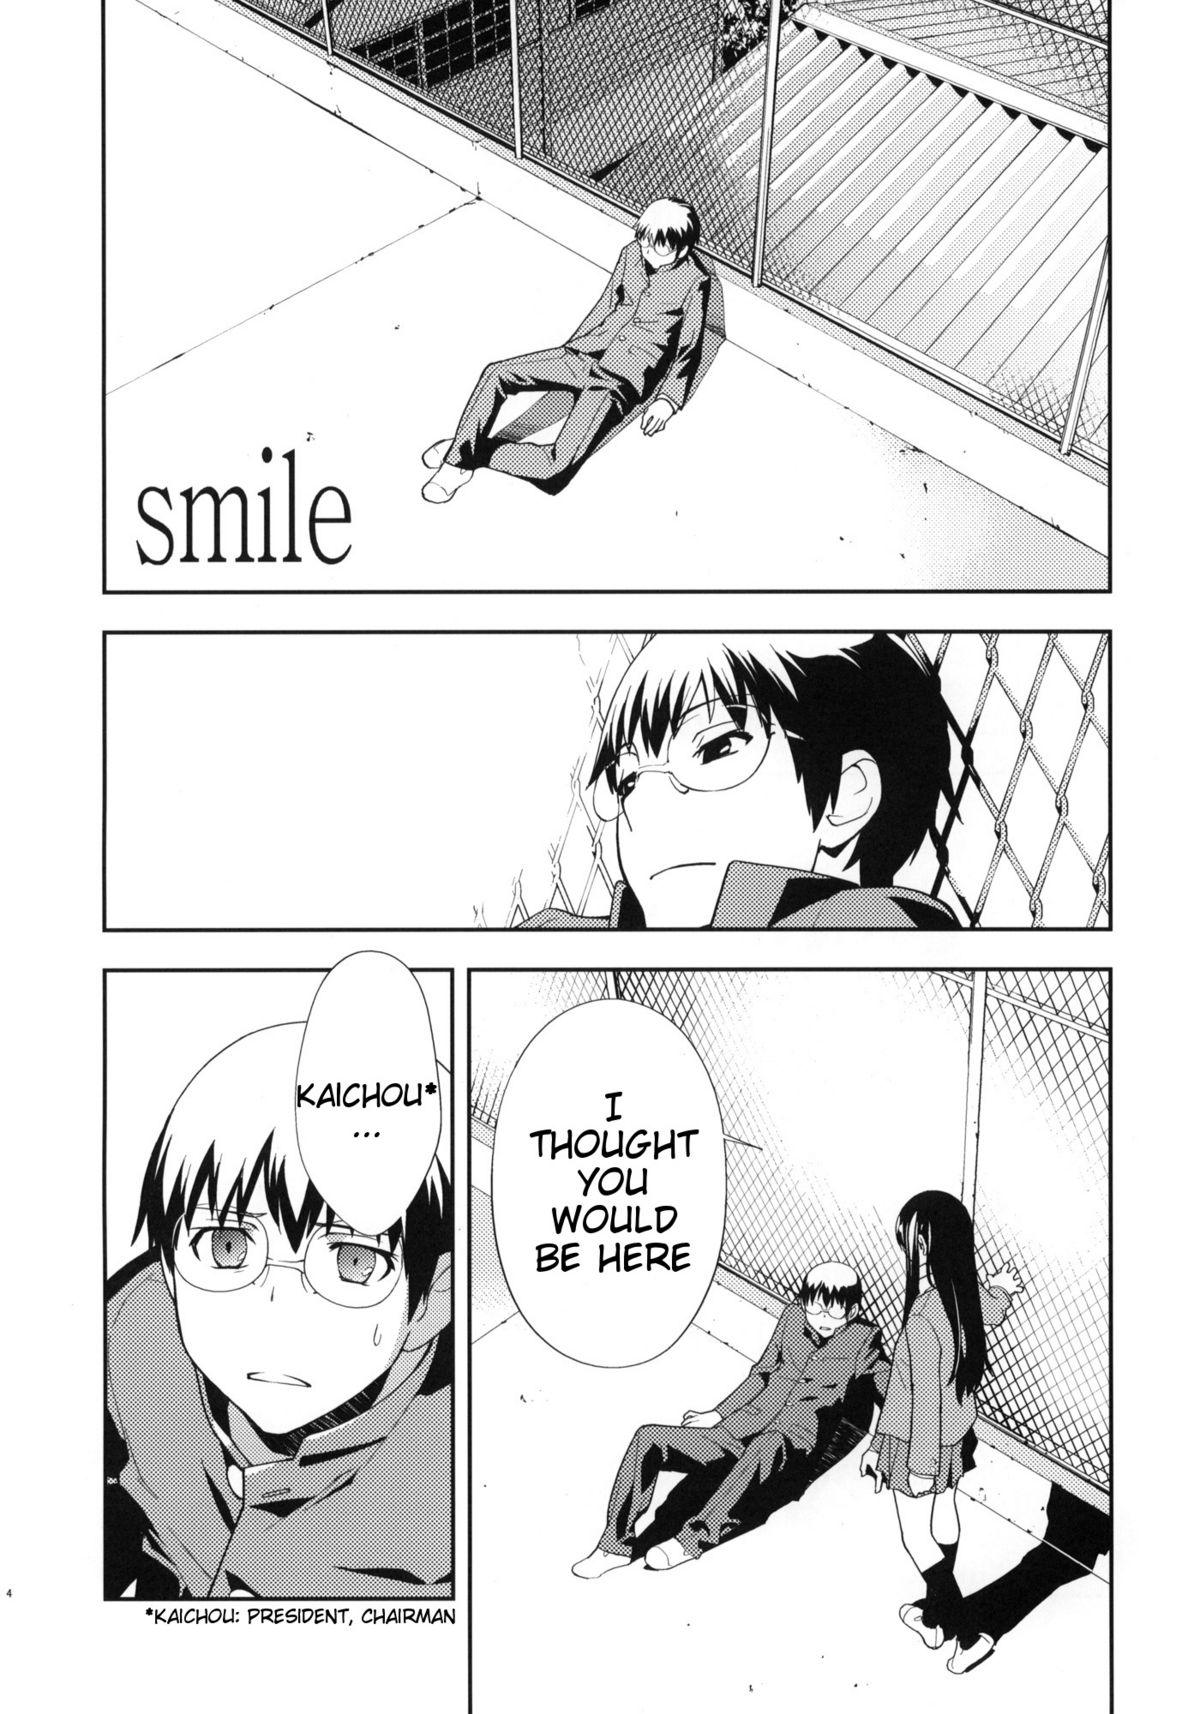 smile
I
THOUGHT
YOU
WOULD
BE HERE
KAICHOU*
...
*KAICHOU: PRESIDENT, CHAIRMAN
4